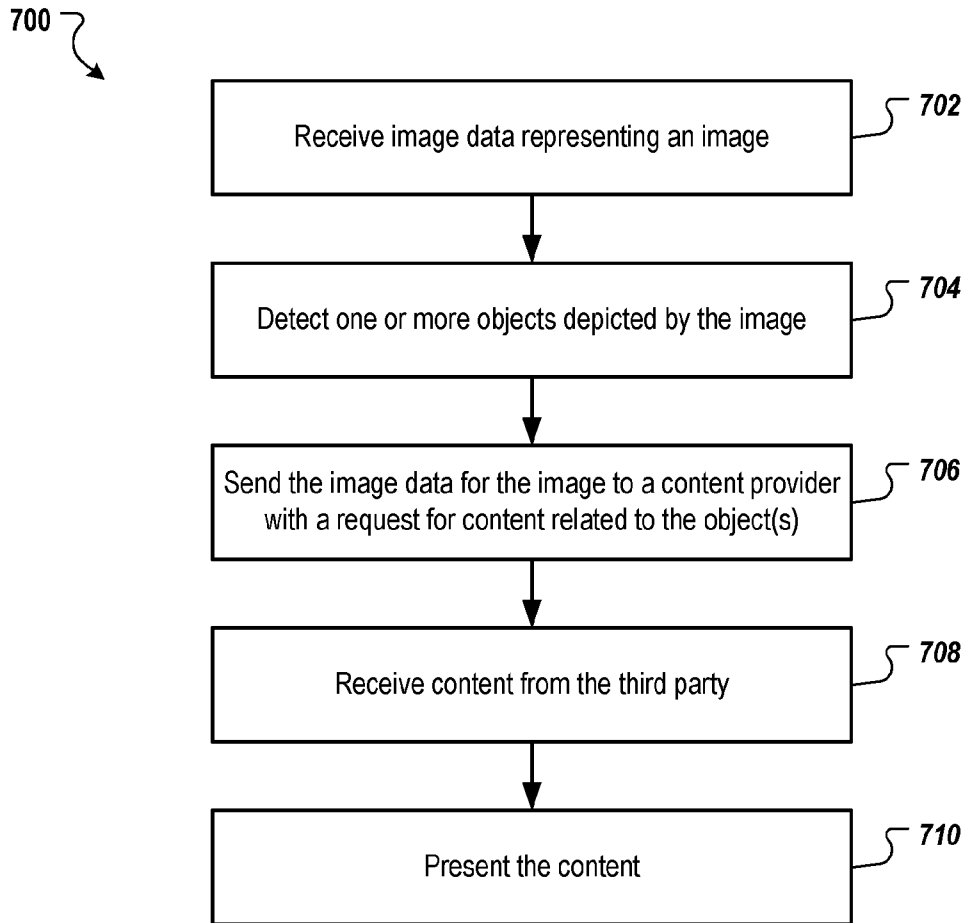 700
702
Receive image data representing an image
704
Detect one or more objects depicted by the image
706
Send the image data for the image to a content provider
with a request for content related to the object(s)
708
Receive content from the third party
710
Present the content